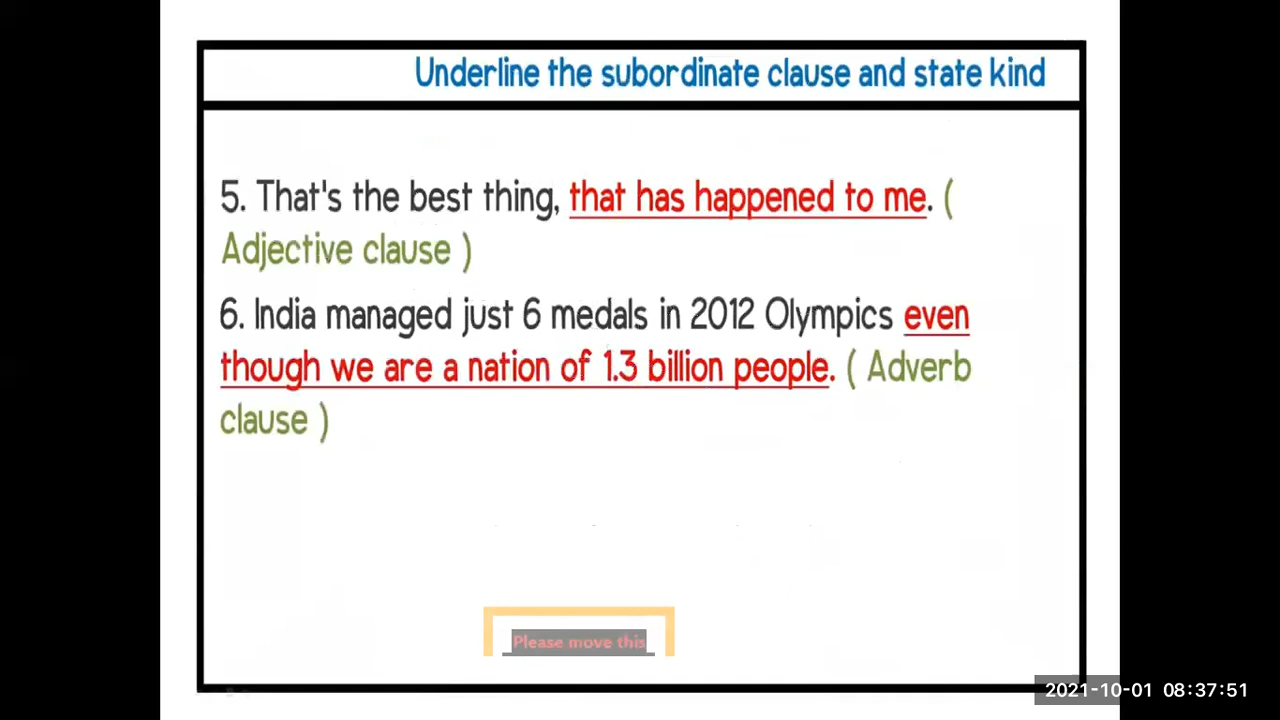 Underline the subordinate clause and state kind
5. That's the best thing, that has happened to me. (
Adjective clause )
6. India managed just 6 medals in 2012 Olympics even
though we are a nation of 1.3 billion people. ( Adverb
clause )
Please move this
2021-10-01 08:37:51